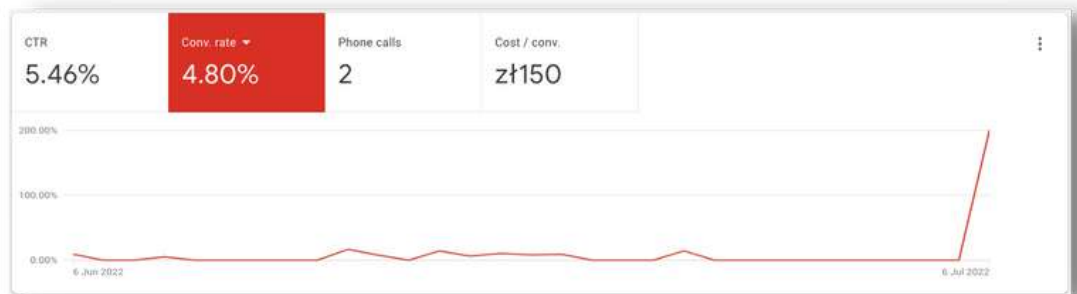 CTR
5.46%
Conv. rate
4.80%
Phone calls
2
Cost / conv.
zł150
200.00%
100.00%
0.00%
6 Jun 2022
6 Jul 2022